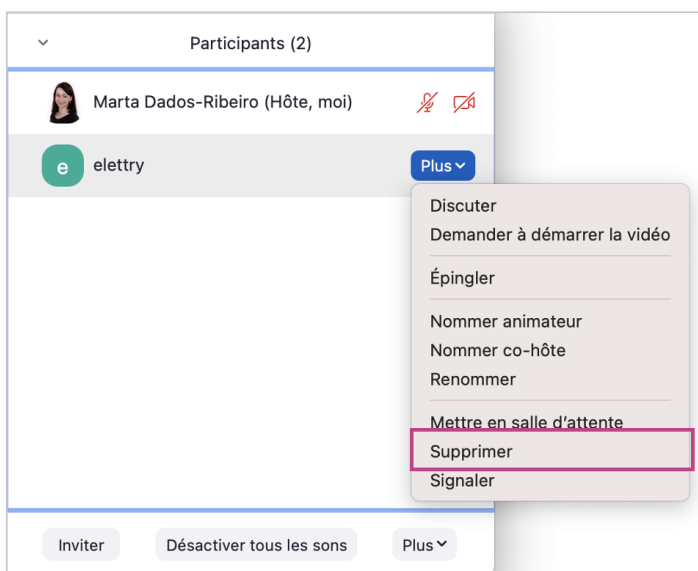 Participants (2)
Marta Dados-Ribeiro (Hôte, moi)
e elettry Plus
Discuter
Demander à démarrer la vidéo
Épingler
Nommer animateur
Nommer co-hôte
Renommer
Mettre en salle d'attente
Supprimer
Signaler
Inviter Désactiver tous les sons Plus